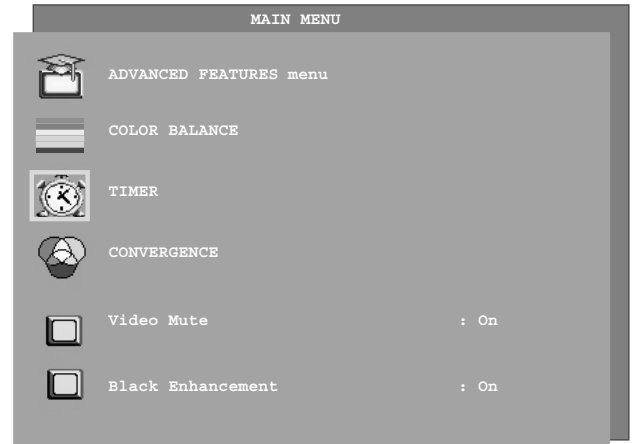 MAIN MENU
ADVANCED FEATURES menu
COLOR BALANCE
TIMER
CONVERGENCE
Video Mute : On
Black Enhancement : On